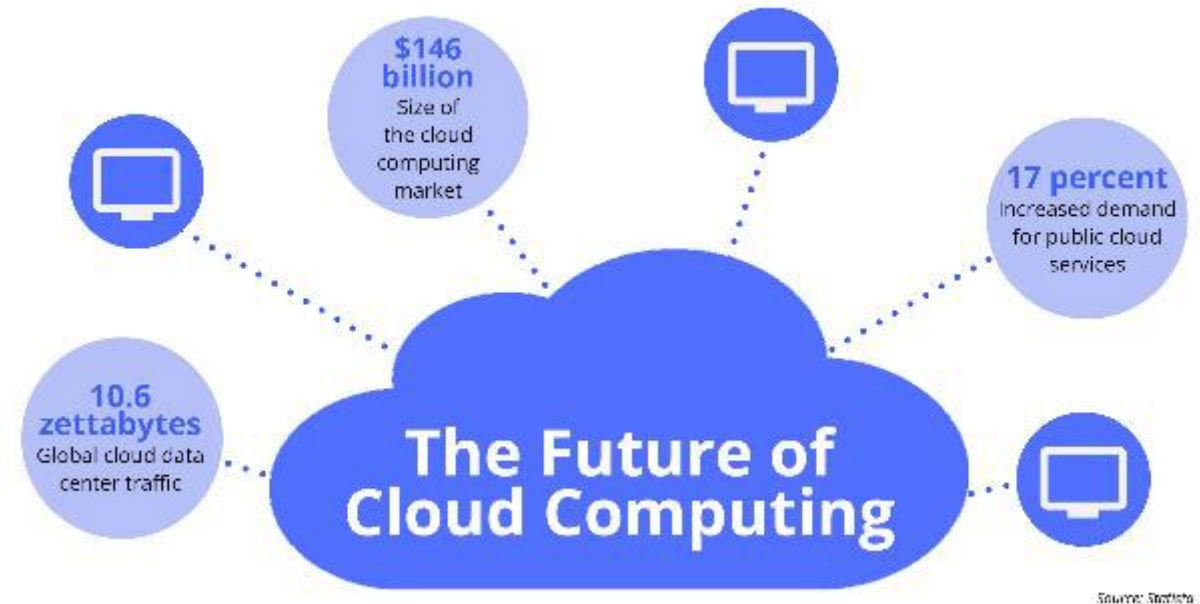 $146
billion
Size of
the cloud
computing
market
17 percent
Increased demand
for public cloud
services
10.6
zettabytes
Global cloud data
center traffic
The Future of
Cloud Computing
Source: Statista